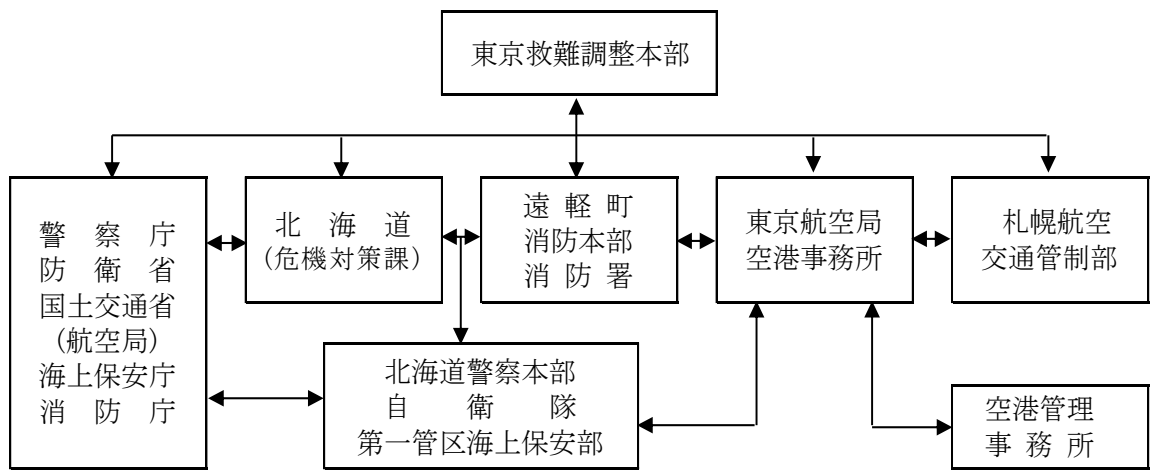 東京救難調整本部
警察庁
防衛省
国土交通省
(航空局)
海上保安庁
消防庁
北海道
(危機対策課)
遠軽町
消防本部
消防署
東京航空局
空港事務所
札幌航空
交通管制部
北海道警察本部
自衛隊
第一管区海上保安部
空港管理
事務所